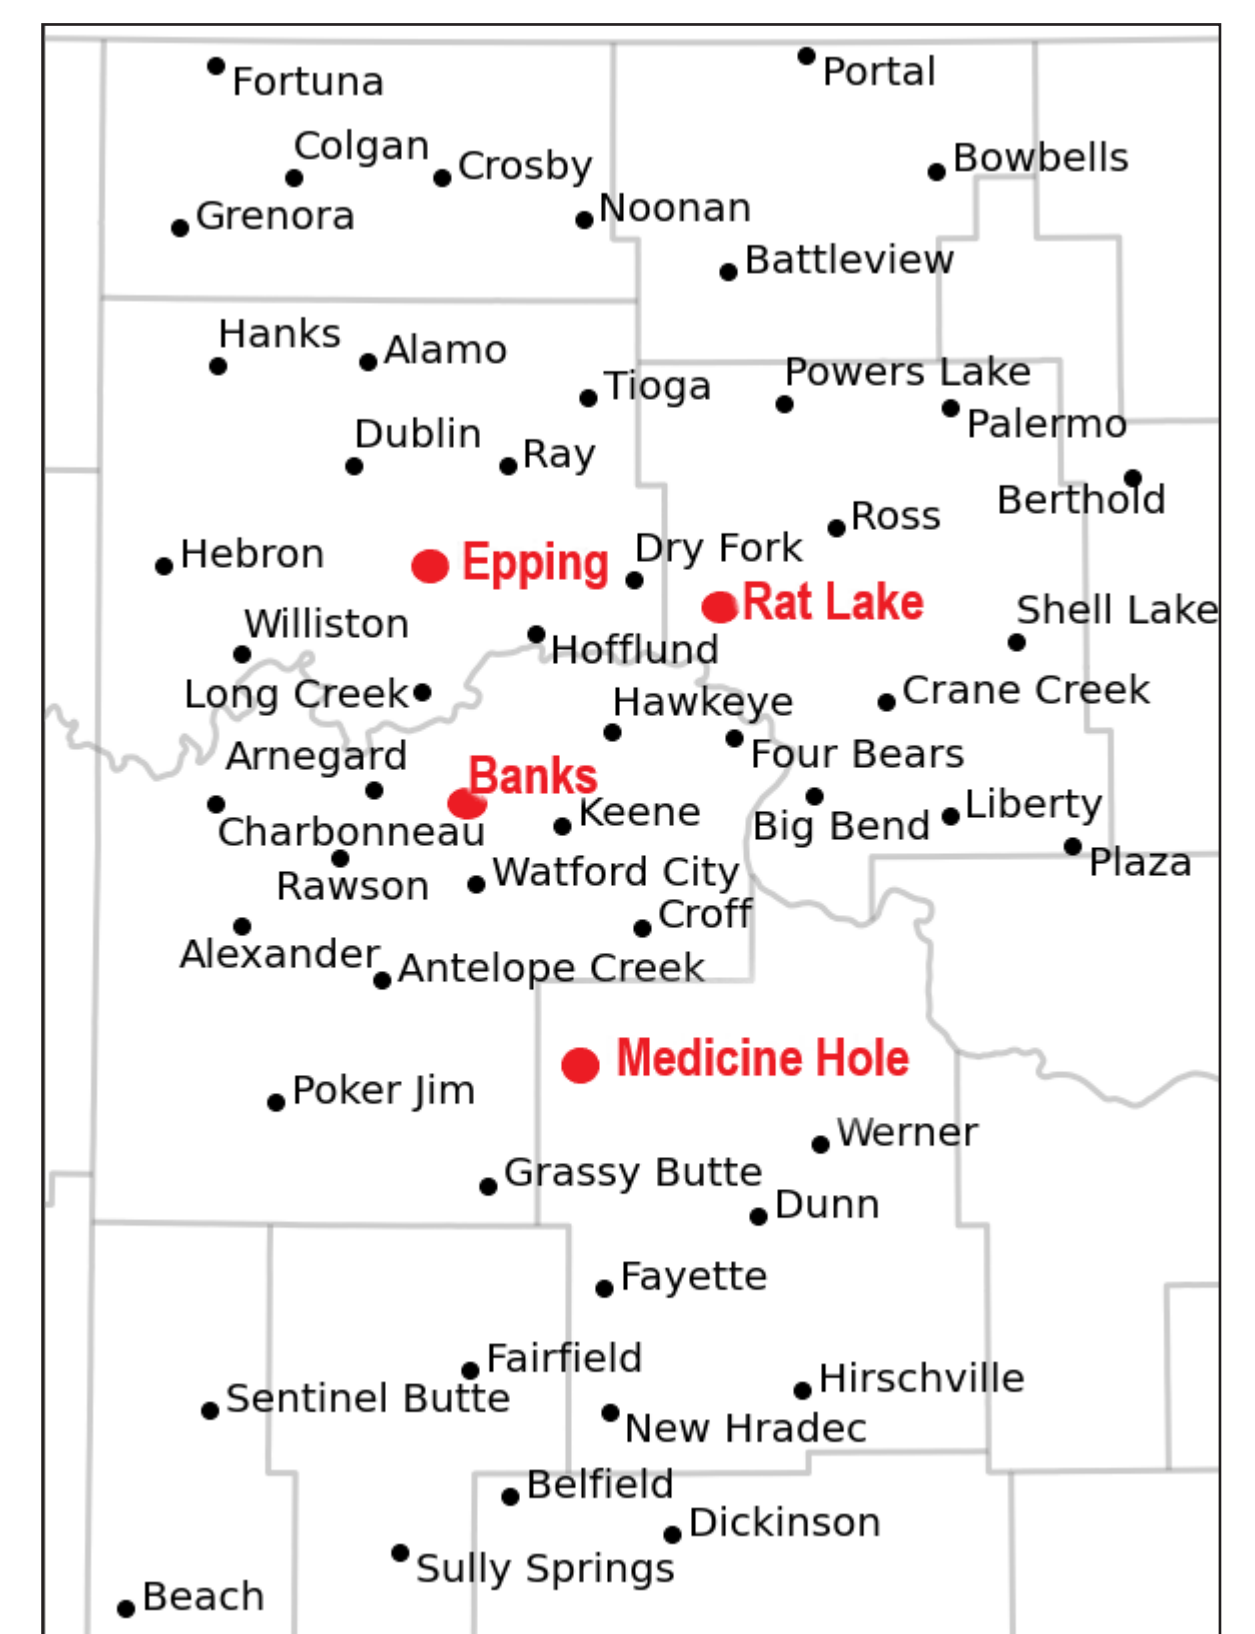 Fortuna
Portal
Colgan
Crosby
Bowbells
Grenora
Noonan
Battleview
Hanks
Alamo
Tioga
Powers Lake
Palermo
Dublin
Ray
Berthold
Ross
Hebron
Epping
Dry Fork
Rat Lake
Shell Lake
Williston
Hofflund
Long Creek
Hawkeye
Crane Creek
Arnegard
Four Bears
Banks
Charbonneau
Keene
Big Bend
Liberty
Plaza
Rawson
Watford City
Croff
Alexander
Antelope Creek
Medicine Hole
Poker Jim
Werner
Grassy Butte
Dunn
Fayette
Fairfield
Hirschville
Sentinel Butte
New Hradec
Belfield
Dickinson
Sully Springs
Beach